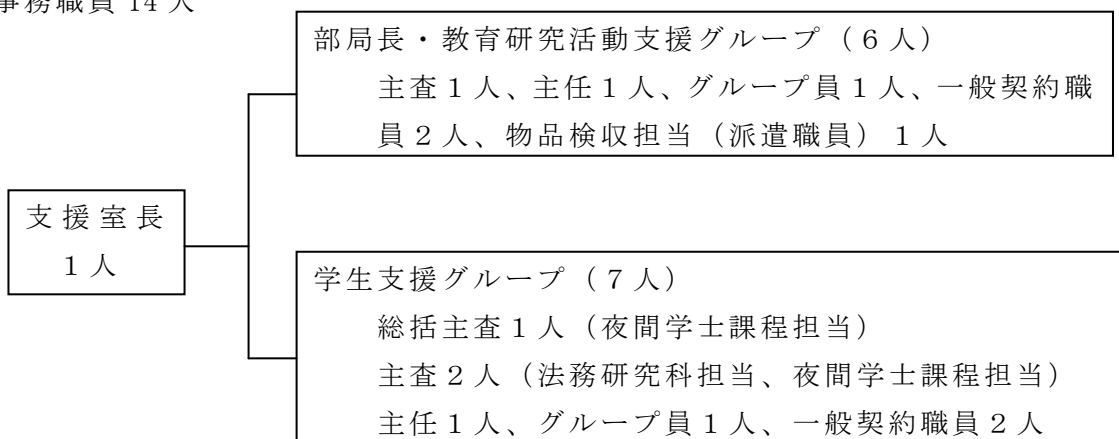 事務職員 14 人
部局長・教育研究活動支援グループ（６人）
主査１人、主任１人、グループ員１人、一般契約職
員２人、物品検収担当（派遣職員）１人
支援室長
１人
学生支援グループ（７人）
総括主査１人（夜間学士課程担当）
主査２人（法務研究科担当、夜間学士課程担当）
主任１人、グループ員１人、一般契約職員２人